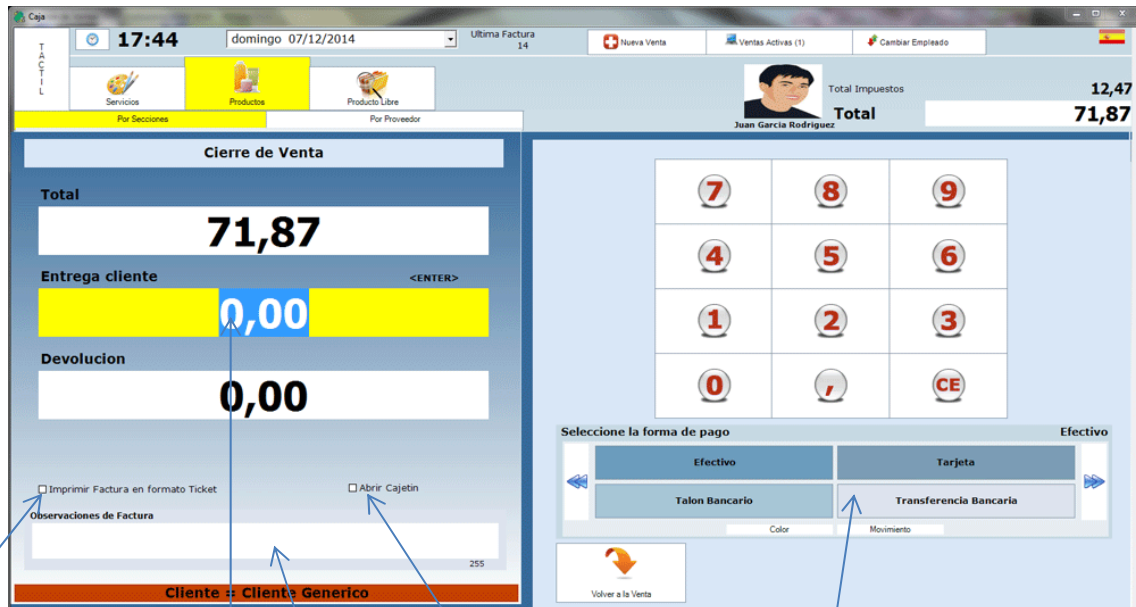 Caja
TACTIL
17:44
domingo 07/12/2014
Ultima Factura
14
Nueva Venta
Ventas Activas (1)
Cambiar Empleado
Servicios
Productos
Producto Libre
Por Secciones
Por Proveedor
Juan Garcia Rodriguez
Total Impuestos
12,47
Total
71,87
Cierre de Venta
Total
71,87
Entrega cliente
<ENTER>
0,00
Devolucion
0,00
Imprimir Factura en formato Ticket
Abrir Cajetin
Observaciones de Factura
255
Cliente = Cliente Generico
7
8
9
4
5
6
1
2
3
0
,
CE
Seleccione la forma de pago
Efectivo
Efectivo
Tarjeta
Talon Bancario
Transferencia Bancaria
Color
Movimiento
Volver a la Venta